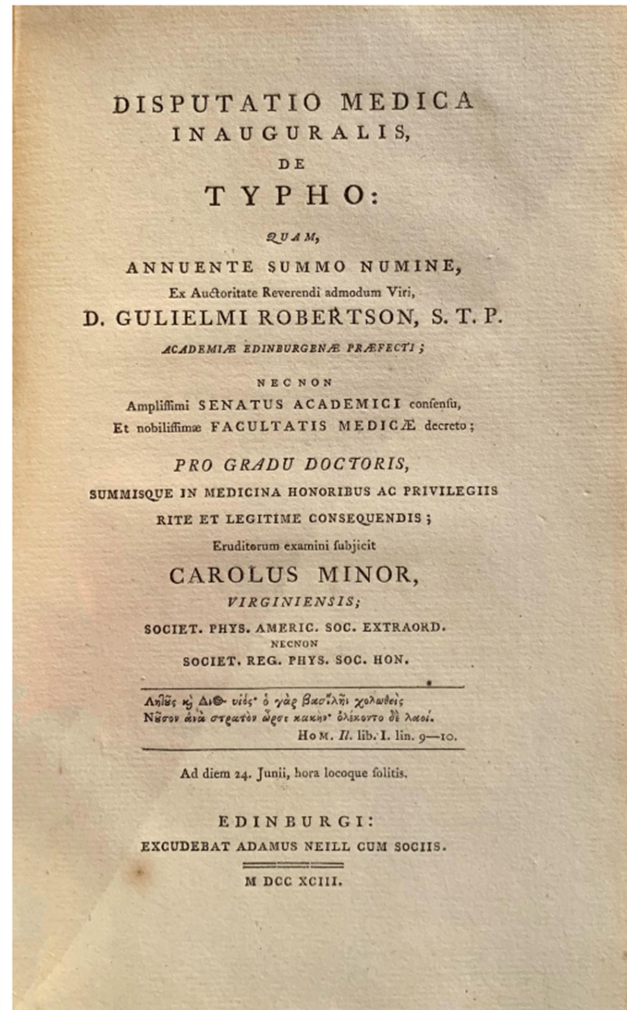 DISPUTATIO MEDICA
INAUGURALIS,
DE
TYPHO:
QUAM,
ANNUENTE SUMMO NUMINE,
Ex Auctoritate Reverendi admodum Viri,
D. GULIELMI ROBERTSON, S. T. P.
ACADEMIÆ EDINBURGENÆ PRÆFECTI;
NECNON
Ampliſſimi SENATUS ACADEMICI conſenſu,
Et nobiliſſimæ FACULTATIS MEDICÆ decreto;
PRO GRADU DOCTORIS,
SUMMISQUE IN MEDICINA HONORIBUS AC PRIVILEGIIS
RITE ET LEGITIME CONSEQUENDIS;
Eruditorum examini ſubjicit
CAROLUS MINOR,
VIRGINIENSIS;
SOCIET. PHYS. AMERIC. SOC. EXTRAORD.
NECNON
SOCIET. REG. PHYS. SOC. HON.
Λητȣ͂ς ϗ̀ Διὸς υἱός· ὁ γὰρ βασιλῆϊ χολωθεὶς
Νȣ͂σον ἀνὰ στρατὸν ὦρσε κακὴν· ὀλέκοντο δὲ λαοί.
HOM. Il. lib. I. lin. 9—10.
Ad diem 24. Junii, hora locoque ſolitis.
EDINBURGI:
EXCUDEBAT ADAMUS NEILL CUM SOCIIS.
M DCC XCIII.